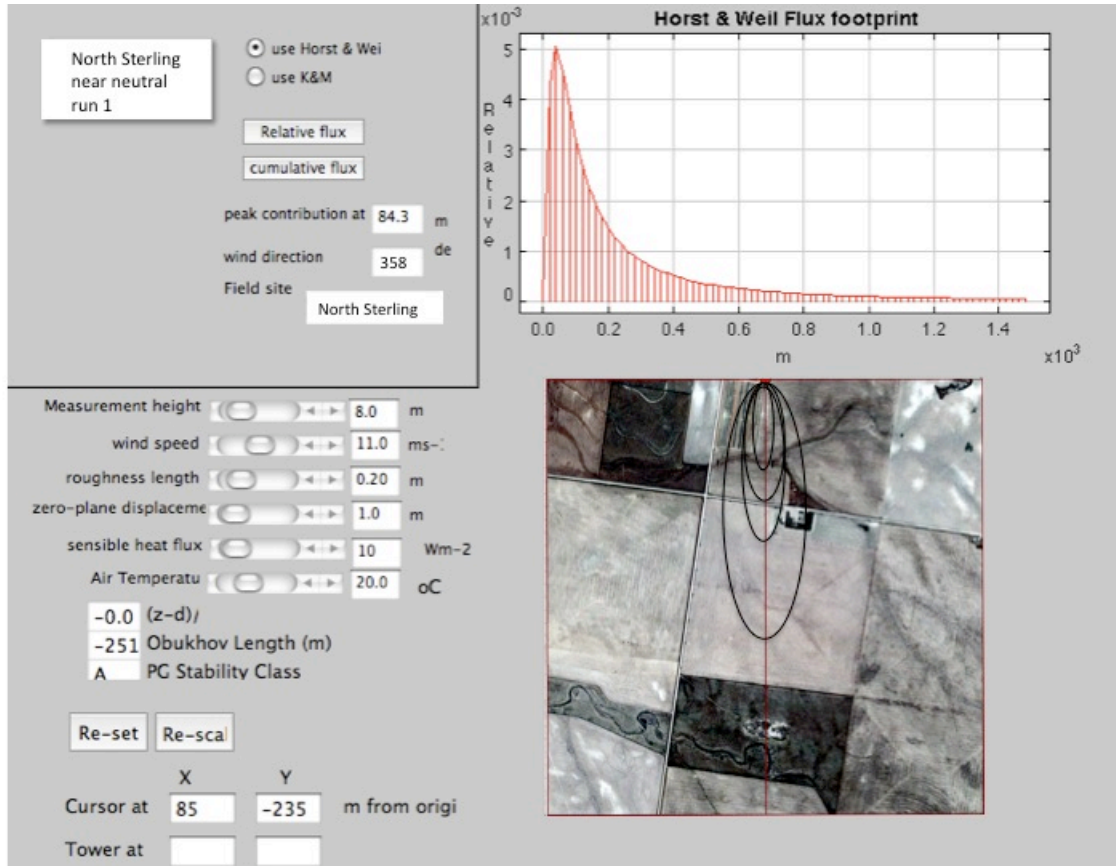 North Sterling
near neutral
run 1
use Horst & Wei
use K&M
Relative flux
cumulative flux
peak contribution at 84.3 m
wind direction 358 de
Field site
North Sterling
Horst & Weil Flux footprint
x10-3
Relative
5
4
3
2
1
0
0.0 0.2 0.4 0.6 0.8 1.0 1.2 1.4
m
x10³
Measurement height 8.0 m
wind speed 11.0 ms-:
roughness length 0.20 m
zero-plane displaceme 1.0 m
sensible heat flux 10 Wm-2
Air Temperatu 20.0 oC
-0.0 (z-d)/
-251 Obukhov Length (m)
A PG Stability Class
Re-set Re-scal
X Y
Cursor at 85 -235 m from origi
Tower at